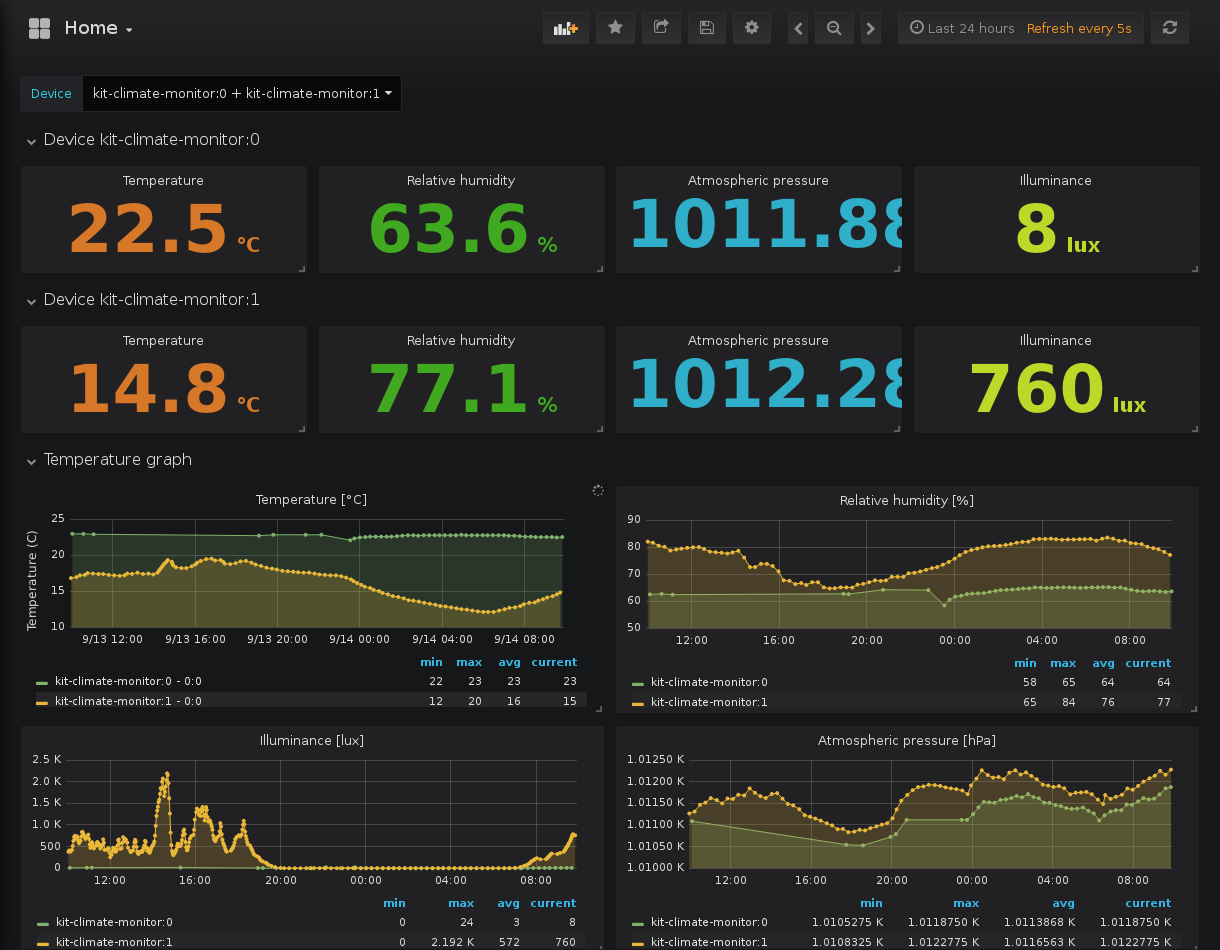 Home
Last 24 hours Refresh every 5s
Device kit-climate-monitor:0 + kit-climate-monitor:1
Device kit-climate-monitor:0
Temperature Relative humidity Atmospheric pressure Illuminance
22.5 °C 63.6 % 1011.88 8 lux
Device kit-climate-monitor:1
Temperature Relative humidity Atmospheric pressure Illuminance
14.8 °C 77.1 % 1012.28 760 lux
Temperature graph
Temperature [°C]
Temperature (C)
25
20
15
10
9/13 12:00 9/13 16:00 9/13 20:00 9/14 00:00 9/14 04:00 9/14 08:00
min max avg current
kit-climate-monitor:0 - 0:0 22 23 23 23
kit-climate-monitor:1 - 0:0 12 20 16 15
Relative humidity [%]
90
80
70
60
50
12:00 16:00 20:00 00:00 04:00 08:00
min max avg current
kit-climate-monitor:0 58 65 64 64
kit-climate-monitor:1 65 84 76 77
Illuminance [lux]
2.5 K
2.0 K
1.5 K
1.0 K
500
0
12:00 16:00 20:00 00:00 04:00 08:00
min max avg current
kit-climate-monitor:0 0 24 3 8
kit-climate-monitor:1 0 2.192 K 572 760
Atmospheric pressure [hPa]
1.01250 K
1.01200 K
1.01150 K
1.01100 K
1.01050 K
1.01000 K
12:00 16:00 20:00 00:00 04:00 08:00
min max avg current
kit-climate-monitor:0 1.0105275 K 1.0118750 K 1.0113868 K 1.0118750 K
kit-climate-monitor:1 1.0108325 K 1.0122775 K 1.0116563 K 1.0122775 K